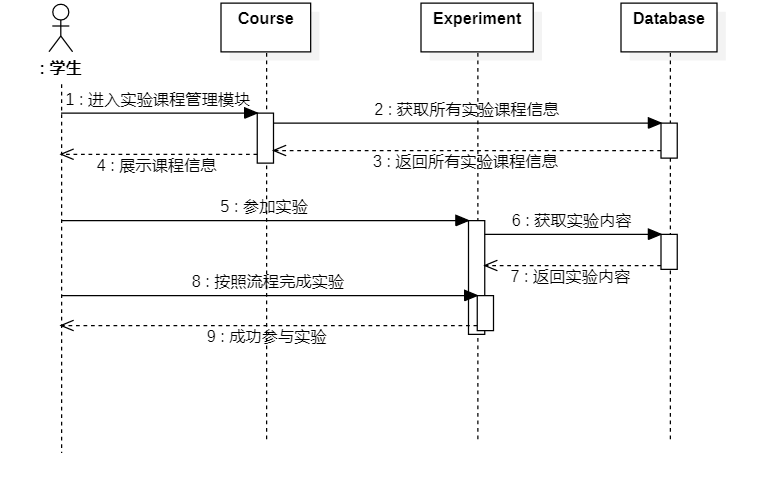 Course
Experiment
Database
: 学生
1 : 进入实验课程管理模块
2 : 获取所有实验课程信息
3 : 返回所有实验课程信息
4 : 展示课程信息
5 : 参加实验
6 : 获取实验内容
7 : 返回实验内容
8 : 按照流程完成实验
9 : 成功参与实验